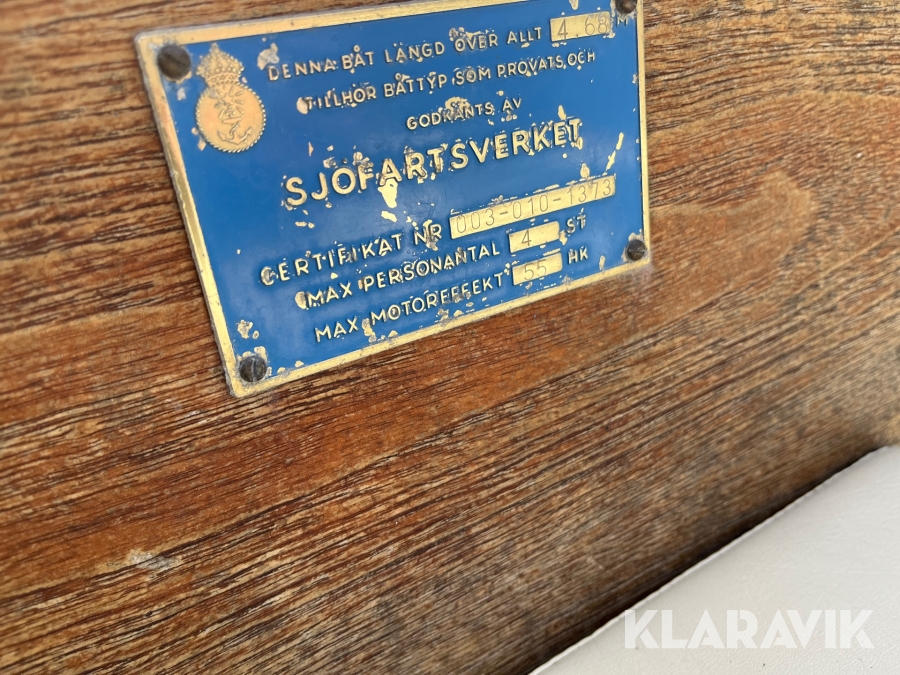 DENNA BÅT LÄNGD ÖVER ALLT 4.68 M
TILLHÖR BÅTTYP SOM PROVATS OCH
GODKÄNTS AV
SJÖFARTSVERKET
CERTIFIKAT NR 003-010-1373
MAX PERSONANTAL 4 ST
MAX MOTOREFFEKT 55 HK
KLARAVIK